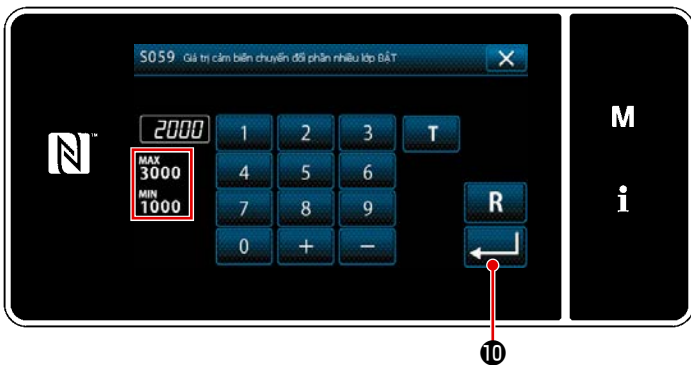 S059 Giá trị cảm biến chuyển đổi phần nhiều lớp BẬT
2000
MAX
3000
MIN
1000
1 2 3 T
4 5 6
7 8 9 R
0 + −
N
M
i
⓾